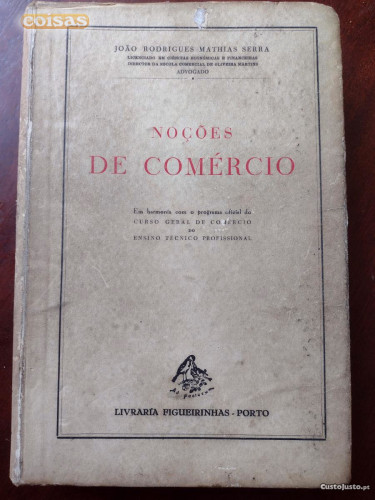 coisas
JOÃO RODRIGUES MATHIAS SERRA
LICENCIADO EM CIÊNCIAS ECONÓMICAS E FINANCEIRAS
DIRECTOR DA ESCOLA COMERCIAL DE OLIVEIRA MARTINS
ADVOGADO
NOÇÕES
DE COMÉRCIO
Em harmonia com o programa oficial do
CURSO GERAL DE COMÉRCIO
do
ENSINO TÉCNICO PROFISSIONAL
LIVRARIA FIGUEIRINHAS - PORTO
CustoJusto.pt